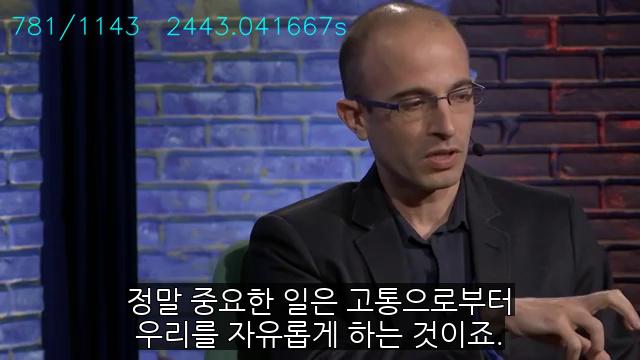 781/1143 2443.041667s
정말 중요한 일은 고통으로부터
우리를 자유롭게 하는 것이죠.